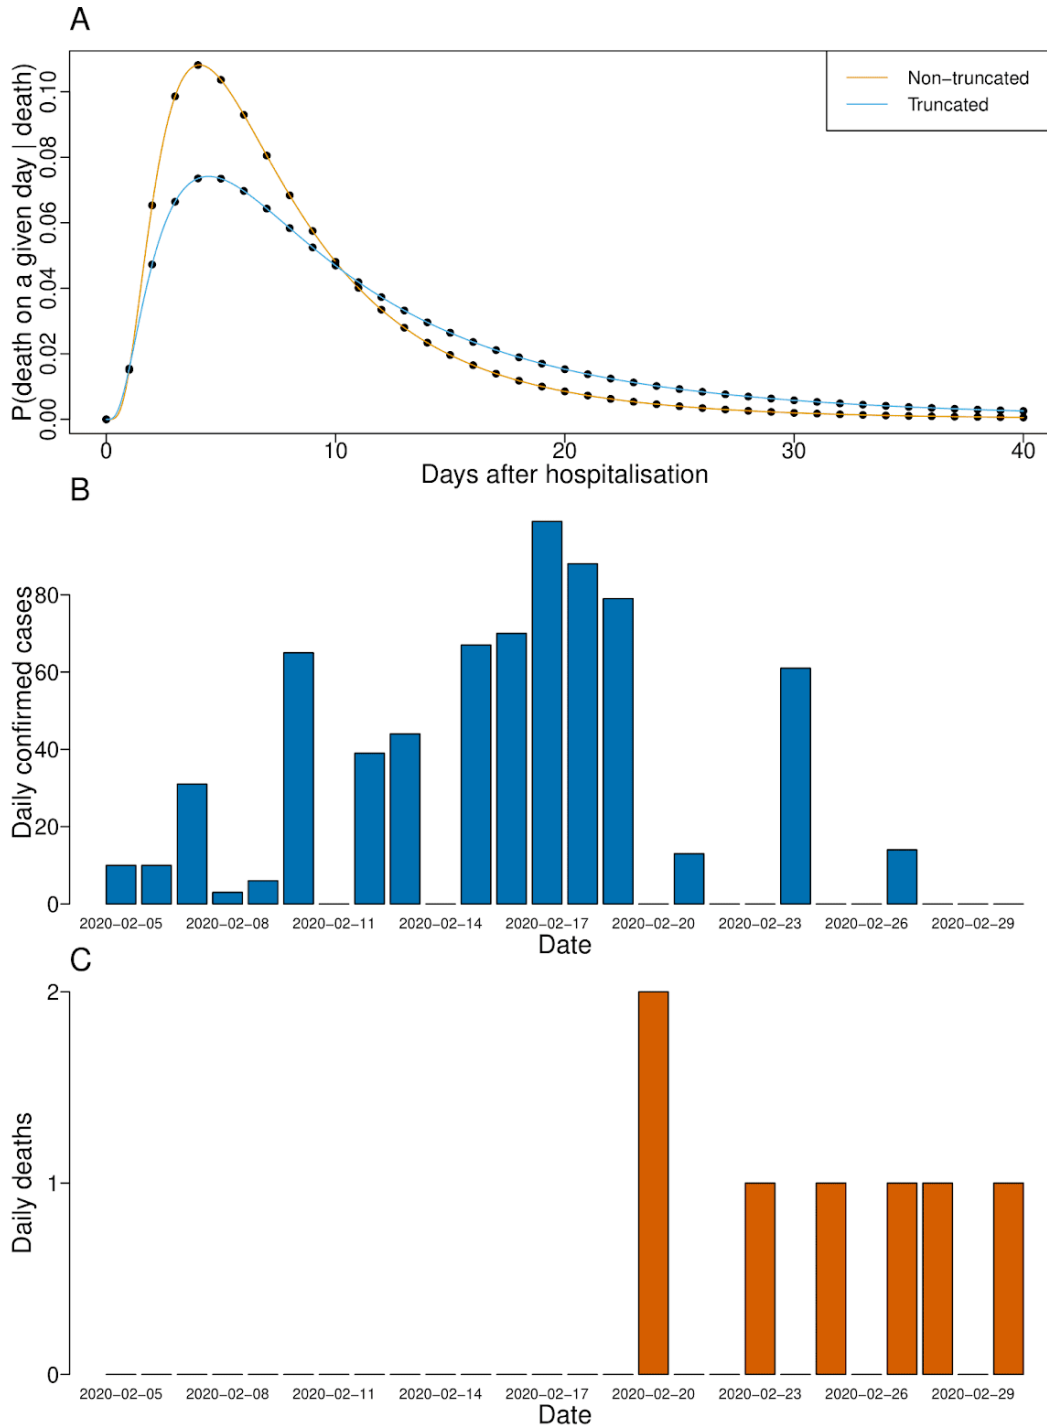 A
P(death on a given day | death)
0.00 0.02 0.04 0.06 0.08 0.10
Non−truncated
Truncated
0 10 20 30 40
Days after hospitalisation
B
Daily confirmed cases
0 20 40 60 80
2020−02−05 2020−02−08 2020−02−11 2020−02−14 2020−02−17 2020−02−20 2020−02−23 2020−02−26 2020−02−29
Date
C
Daily deaths
0 1 2
2020−02−05 2020−02−08 2020−02−11 2020−02−14 2020−02−17 2020−02−20 2020−02−23 2020−02−26 2020−02−29
Date